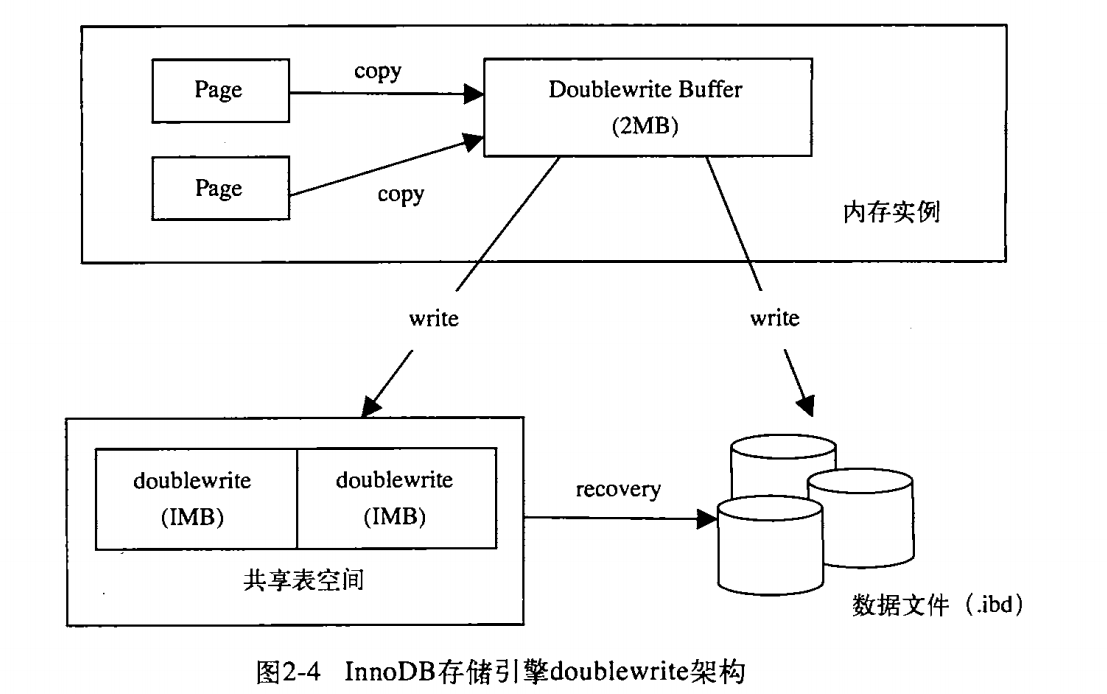 Page
copy
Doublewrite Buffer
(2MB)
Page
copy
内存实例
write
write
doublewrite
(IMB)
doublewrite
(IMB)
recovery
共享表空间
数据文件（.ibd）
图2-4 InnoDB存储引擎doublewrite架构